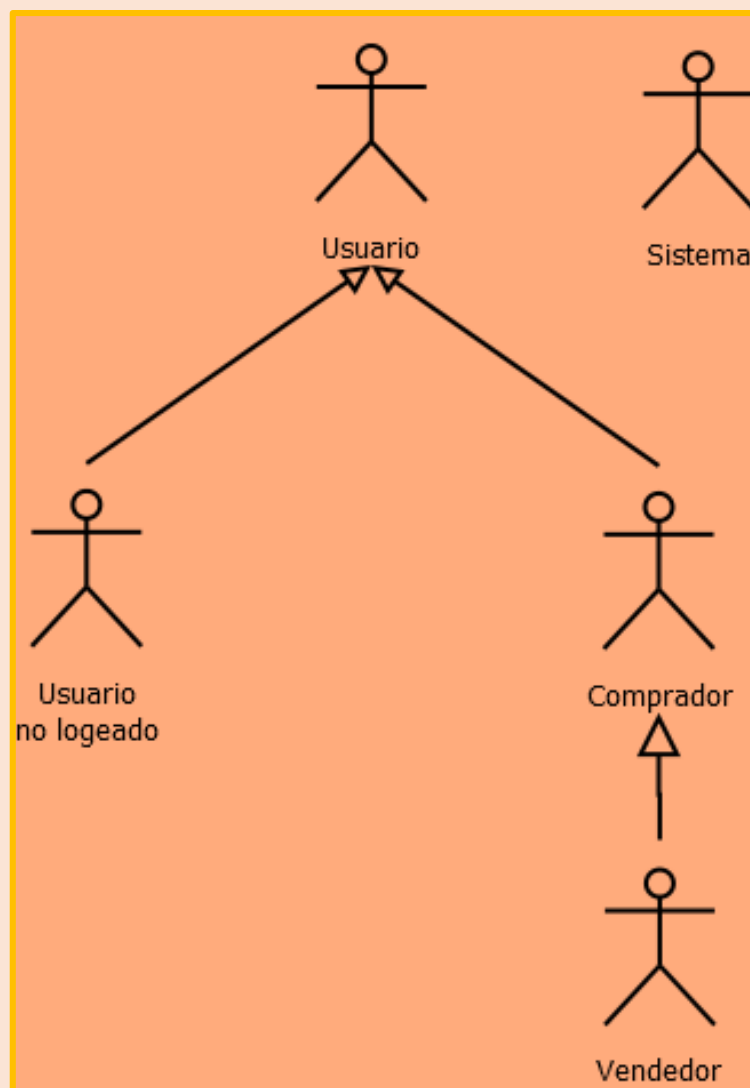 Usuario
Sistema
Usuario
no logeado
Comprador
Vendedor